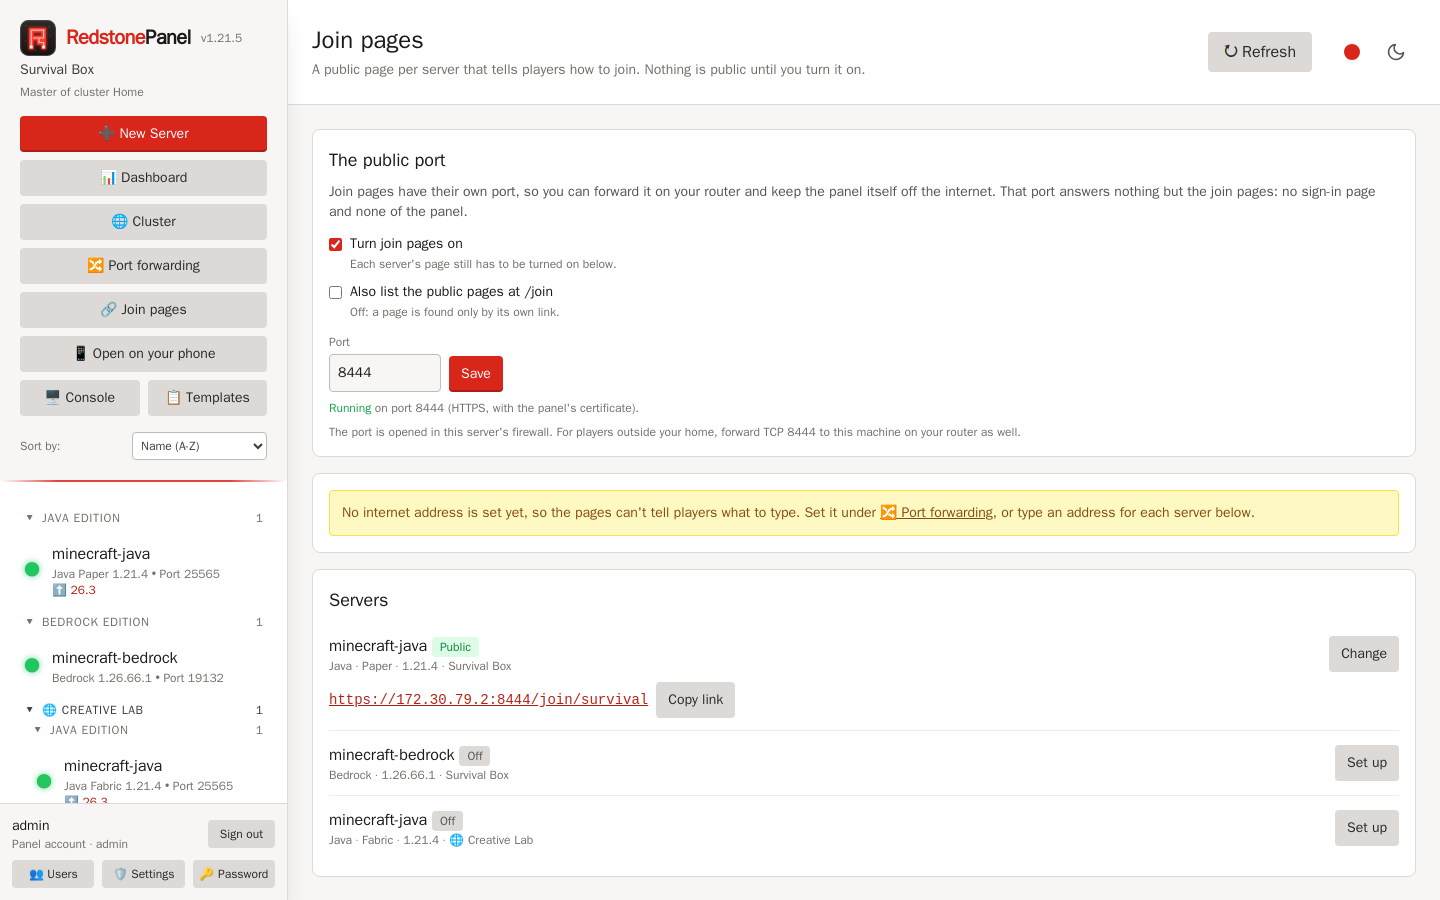 RedstonePanel v1.21.5
Survival Box
Master of cluster Home
➕ New Server
📊 Dashboard
🌐 Cluster
🔀 Port forwarding
🔗 Join pages
📱 Open on your phone
🖥️ Console
📋 Templates
Sort by:
Name (A-Z)
▼ JAVA EDITION 1
minecraft-java
Java Paper 1.21.4 • Port 25565
⬆️ 26.3
▼ BEDROCK EDITION 1
minecraft-bedrock
Bedrock 1.26.66.1 • Port 19132
▼ 🌐 CREATIVE LAB 1
▼ JAVA EDITION 1
minecraft-java
Java Fabric 1.21.4 • Port 25565
⬆️ 26.3
admin
Panel account · admin
Sign out
👥 Users
🛡️ Settings
🔑 Password
Join pages
A public page per server that tells players how to join. Nothing is public until you turn it on.
↻ Refresh
The public port
Join pages have their own port, so you can forward it on your router and keep the panel itself off the internet. That port answers nothing but the join pages: no sign-in page
and none of the panel.
Turn join pages on
Each server's page still has to be turned on below.
Also list the public pages at /join
Off: a page is found only by its own link.
Port
8444
Save
Running on port 8444 (HTTPS, with the panel's certificate).
The port is opened in this server's firewall. For players outside your home, forward TCP 8444 to this machine on your router as well.
No internet address is set yet, so the pages can't tell players what to type. Set it under 🔀 Port forwarding, or type an address for each server below.
Servers
minecraft-java Public
Java · Paper · 1.21.4 · Survival Box
Change
https://172.30.79.2:8444/join/survival
Copy link
minecraft-bedrock Off
Bedrock · 1.26.66.1 · Survival Box
Set up
minecraft-java Off
Java · Fabric · 1.21.4 · 🌐 Creative Lab
Set up